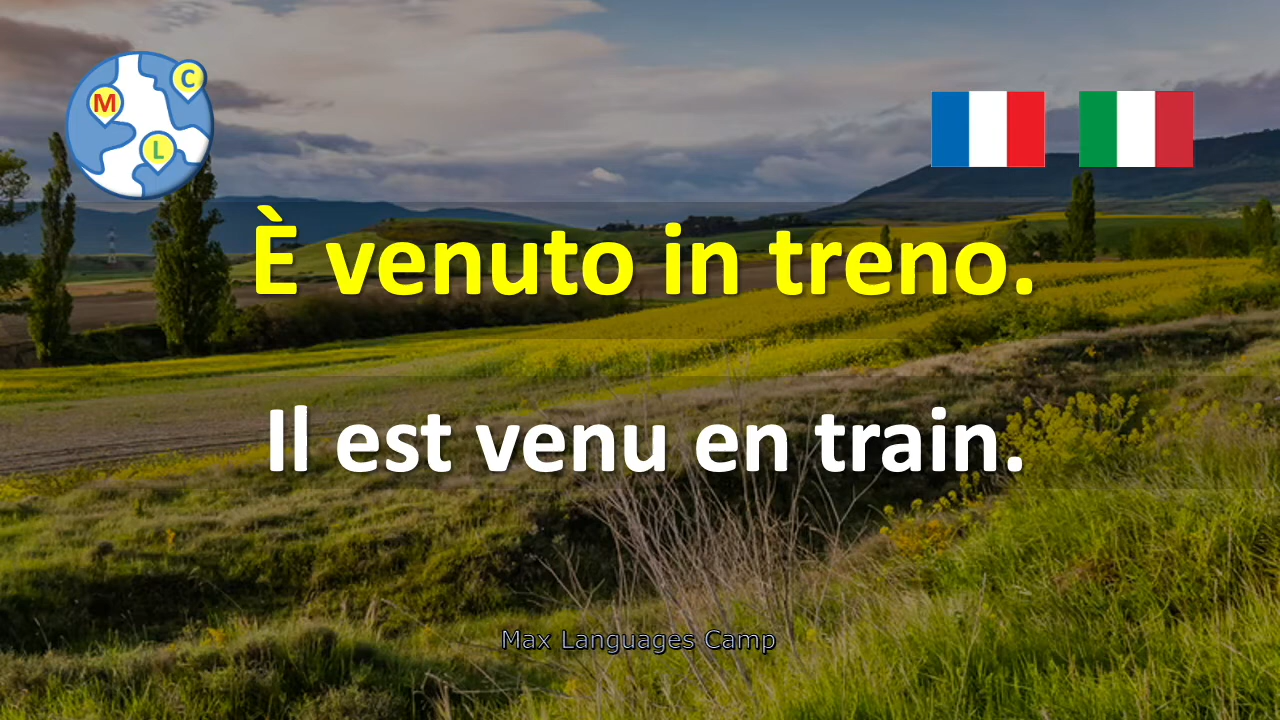 M
C
L
È venuto in treno.
Il est venu en train.
Max Languages Camp